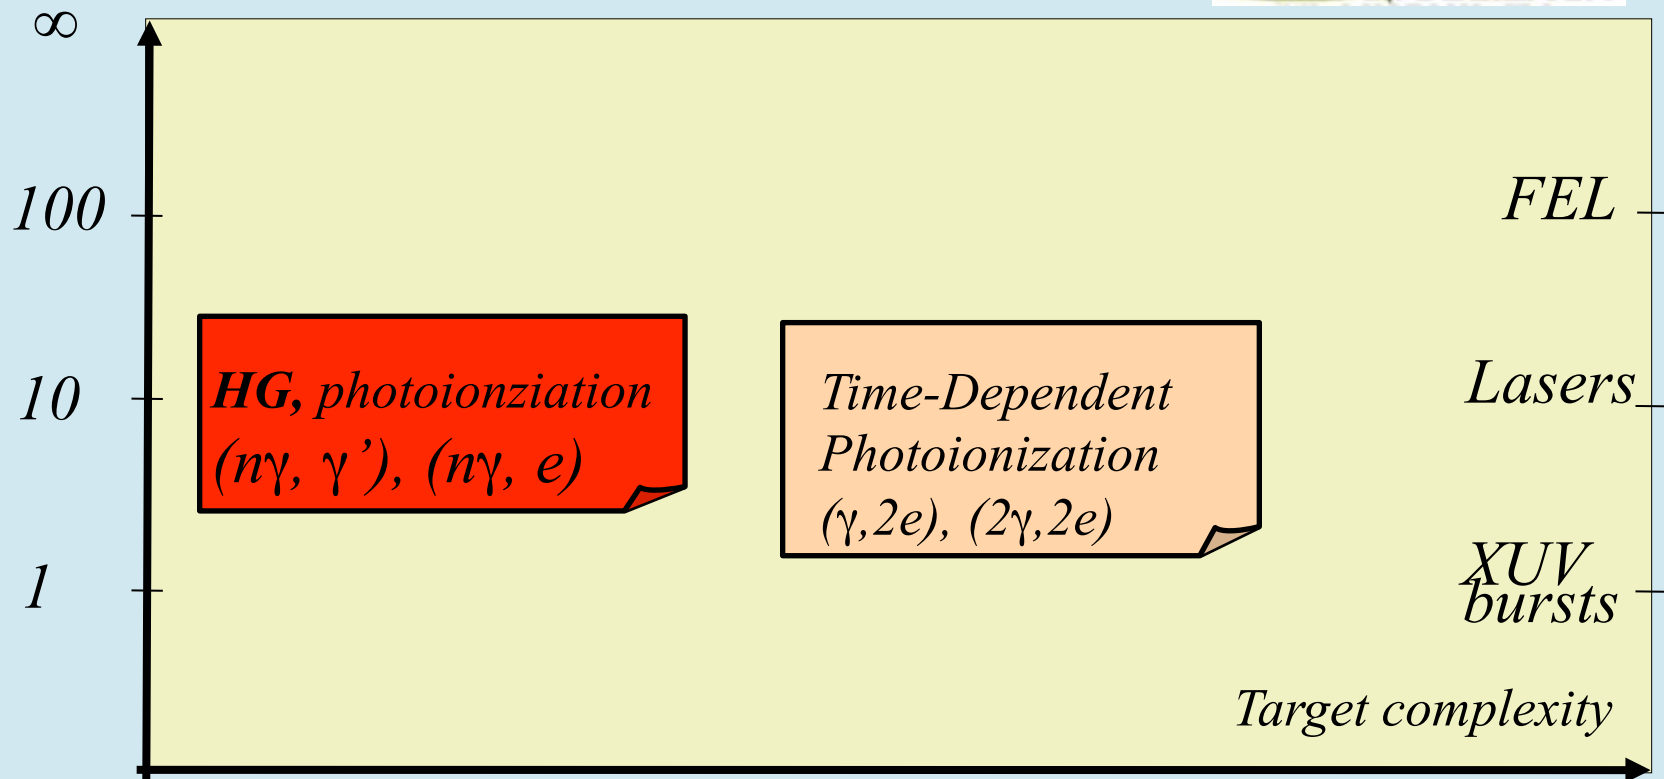 ∞
100
10
1
HG, photoionziation
(nγ, γ’), (nγ, e)
Time-Dependent
Photoionization
(γ,2e), (2γ,2e)
FEL
Lasers
XUV
bursts
Target complexity